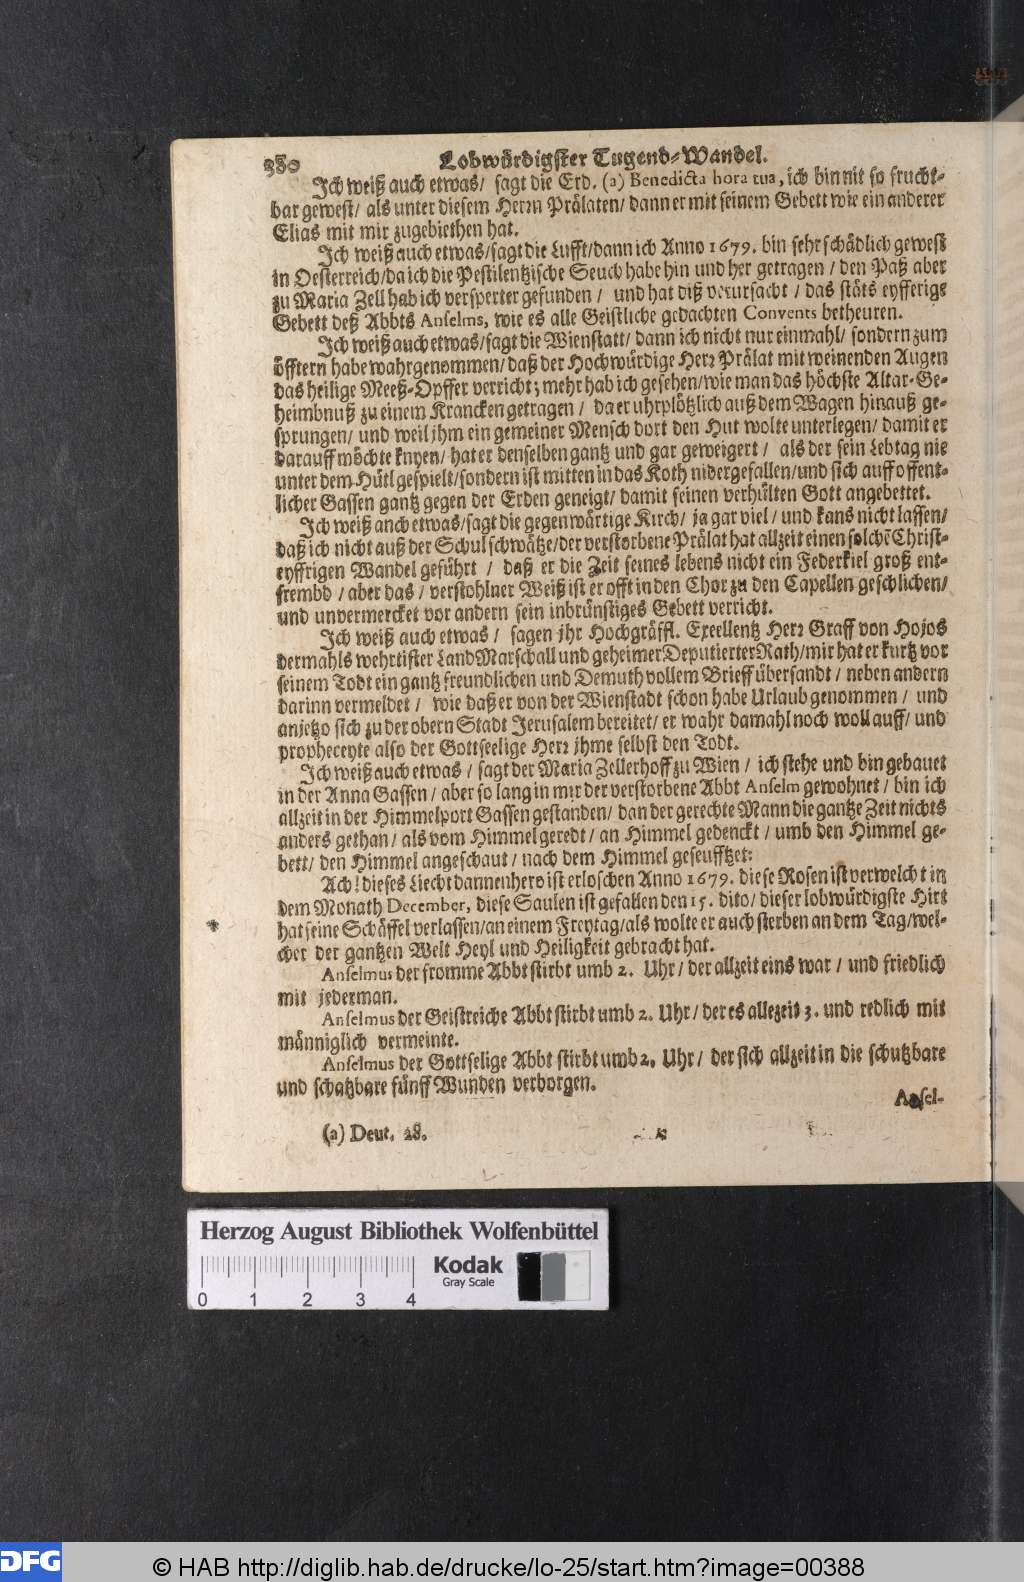 380 Lobwürdigster Tugend-Wandel.
Ich weiß auch etwas/ sagt die Erd. (a) Benedicta hora tua, ich bin nit so frucht-
bar gewest/ als unter diesem Herrn Prälaten/ dann er mit seinem Gebett wie ein anderer
Elias mit mir zugebiethen hat.
Ich weiß auch etwas/ sagt die Lufft/ dann ich Anno 1679. bin sehr schädlich gewest
in Oesterreich/ da ich die Pestilentzische Seuch habe hin und her getragen/ den Paß aber
zu Maria Zell hab ich versperter gefunden/ und hat diß verursacht/ das stäts eyfferige
Gebett deß Abbts Anselms, wie es alle Geistliche gedachten Convents betheuren.
Ich weiß auch etwas/ sagt die Wienstatt/ dann ich nicht nur einmahl/ sondern zum
öfftern habe wahrgenommen/ daß der Hochwürdige Herr Prälat mit weinenden Augen
das heilige Meeß-Opffer verricht; mehr hab ich gesehen/ wie man das höchste Altar-Ge-
heimbnuß zu einem Krancken getragen/ da er uhrplötzlich auß dem Wagen hinauß ge-
sprungen/ und weil jhm ein gemeiner Mensch dort den Hut wolte unterlegen/ damit er
darauff möchte knyen/ hat er denselben gantz und gar geweigert/ als der sein Lebtag nie
unter dem Hütl gespielt/ sondern ist mitten in das Koth nidergefallen/ und sich auff offent-
licher Gassen gantz gegen der Erden geneigt/ damit seinen verhülten Gott angebettet.
Ich weiß auch etwas/ sagt die gegenwärtige Kirch/ ja gar viel/ und kans nicht lassen/
daß ich nicht auß der Schul schwätze/ der verstorbene Prälat hat allzeit einen solchē Christ-
eyffrigen Wandel geführt/ daß er die Zeit seines lebens nicht ein Federkiel groß ent-
frembd/ aber das/ verstohlner Weiß ist er offt in den Chor zu den Capellen geschlichen/
und unvermercket vor andern sein inbrünstiges Gebett verricht.
Ich weiß auch etwas/ sagen jhr Hochgräffl. Exellentz Herr Graff von Hojos
dermahls wehrtister Land Marschall und geheimer Deputierter Rath/ mir hat er kurtz vor
seinem Todt ein gantz freundlichen und Demuth vollem Brieff übersandt/ neben andern
darinn vermeldet/ wie daß er von der Wienstadt schon habe Urlaub genommen/ und
anjetzo sich zu der obern Stadt Jerusalem bereitet/ er wahr damahl noch woll auff/ und
propheceyte also der Gottseelige Herr jhme selbst den Todt.
Ich weiß auch etwas/ sagt der Maria Zellerhoff zu Wien/ ich stehe und bin gebauet
in der Anna Gassen/ aber so lang in mir der verstorbene Abbt Anselm gewohnet/ bin ich
allzeit in der Himmelport Gassen gestanden/ dan der gerechte Mann die gantze Zeit nichts
anders gethan/ als vom Himmel geredt/ an Himmel gedenckt/ umb den Himmel ge-
bett/ den Himmel angeschaut/ nach dem Himmel geseufftzet:
Ach! dieses Liecht dannenhero ist erloschen Anno 1679. diese Rosen ist verwelcht in
dem Monath December, diese Saulen ist gefallen den 15. dito/ dieser lobwürdigste Hirt
hat seine Schäffel verlassen/ an einem Freytag/ als wolte er auch sterben an dem Tag/ wel-
cher der gantzen Welt Heyl und Heiligkeit gebracht hat.
Anselmus der fromme Abbt stirbt umb 2. Uhr/ der allzeit eins war/ und friedlich
mit jederman.
Anselmus der Geistreiche Abbt stirbt umb 2. Uhr/ der es allezeit 3. und redlich mit
männiglich vermeinte.
Anselmus der Gottselige Abbt stirbt umb 2. Uhr/ der sich allzeit in die schutzbare
und schatzbare fünff Wunden verborgen.
Ansel-
(a) Deut. 28.
Herzog August Bibliothek Wolfenbüttel
Kodak
Gray Scale
0 1 2 3 4
DFG © HAB http://diglib.hab.de/drucke/lo-25/start.htm?image=00388